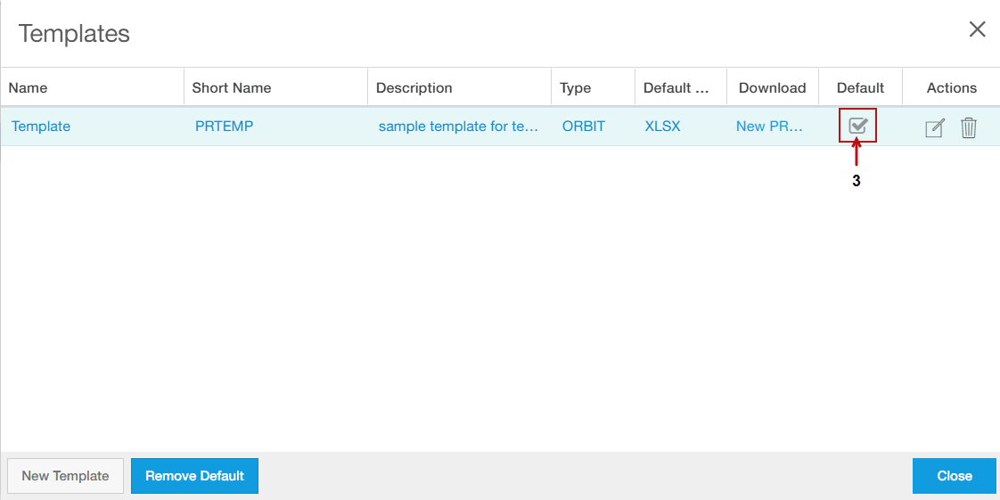 Templates
Name Short Name Description Type Default ... Download Default Actions
Template PRTEMP sample template for te... ORBIT XLSX New PR...
3
New Template Remove Default Close